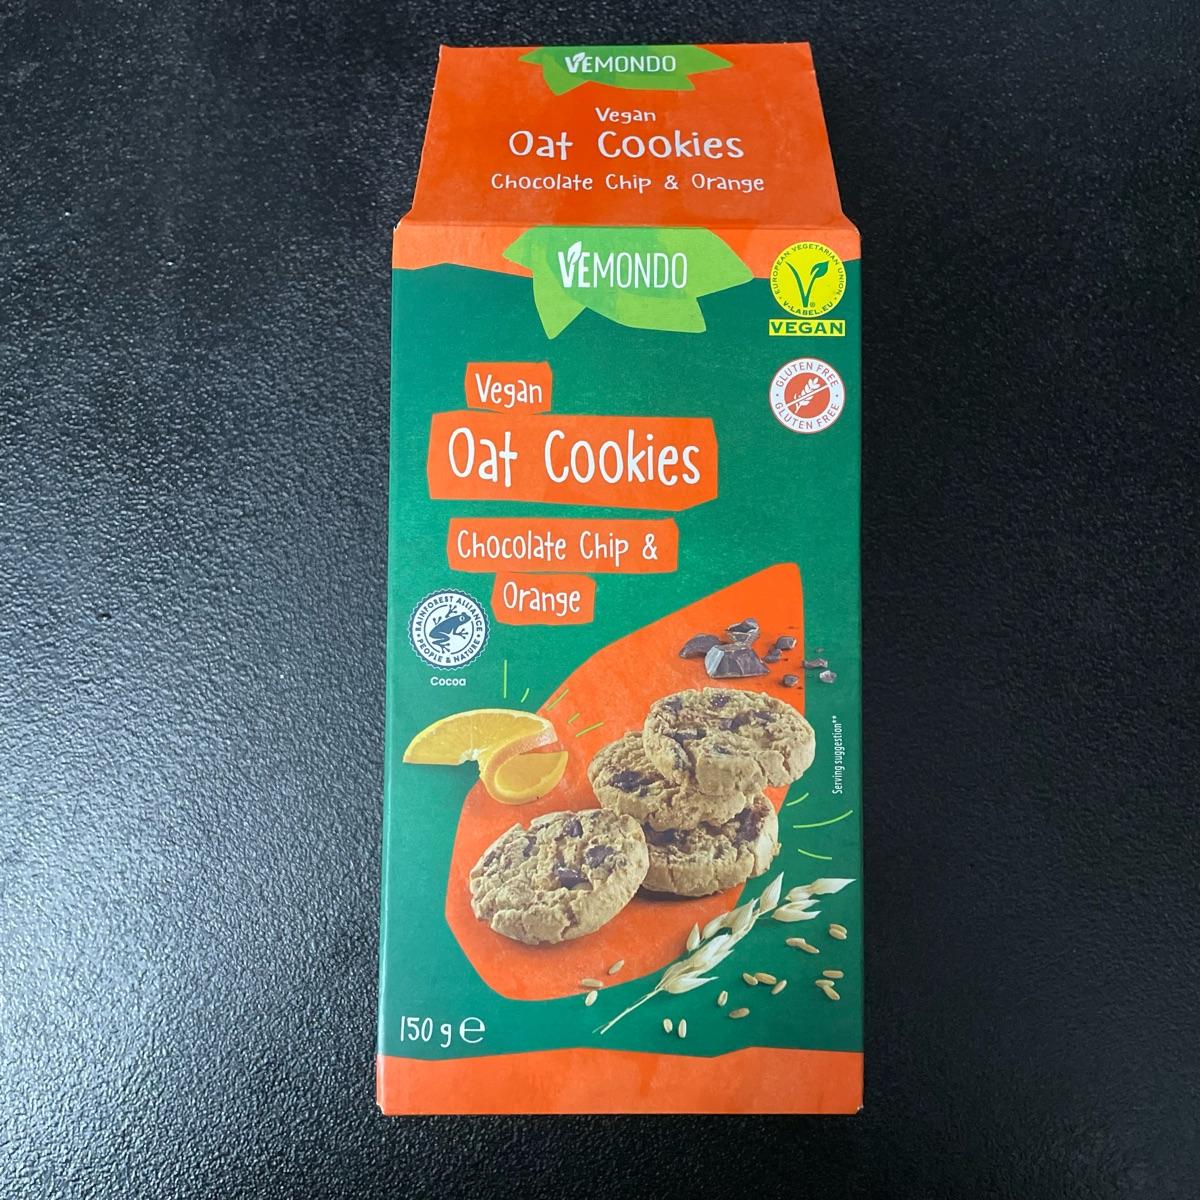 VEMONDO
Vegan
Oat Cookies
Chocolate Chip & Orange
VEMONDO
EUROPEAN VEGETARIAN UNION
V-LABEL.EU
VEGAN
GLUTEN FREE
GLUTEN FREE
Vegan
Oat Cookies
Chocolate Chip &
Orange
RAINFOREST ALLIANCE
PEOPLE & NATURE
Cocoa
Serving suggestion**
150 g e